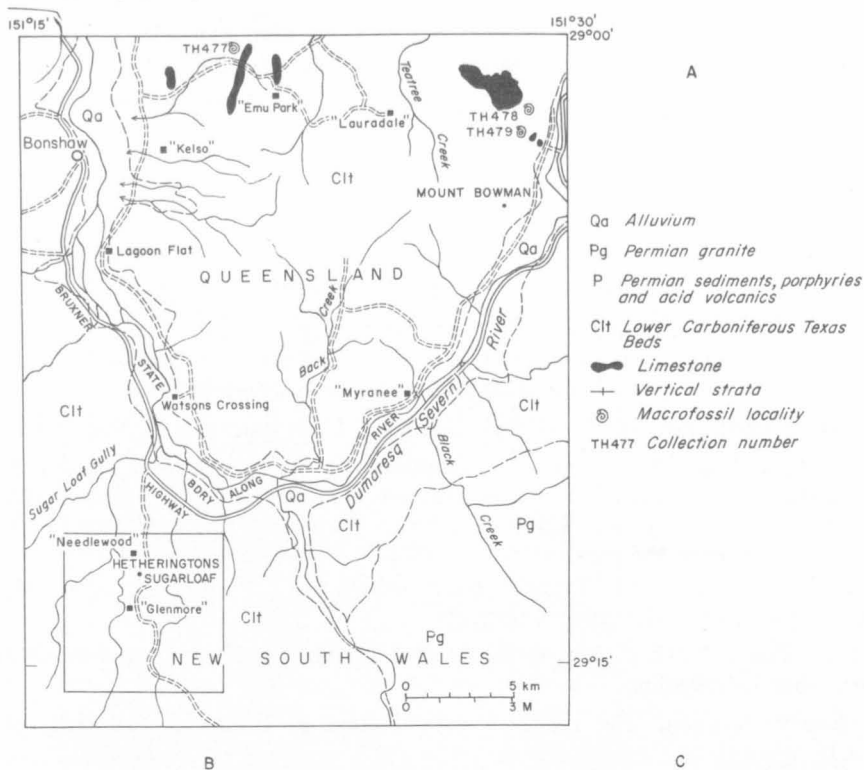 151°15'
151°30'
29°00'
TH477
A
"Emu Park"
Teatree
Creek
"Lauradale"
TH478
TH479
Qa
Bonshaw
"Kelso"
Clt
MOUNT BOWMAN
Qa
Lagoon Flat
QUEENSLAND
Creek
Back
BRUXNER
STATE
River
Clt
Watsons Crossing
"Myranee"
RIVER
(Severn)
Clt
Sugar Loaf Gully
HIGHWAY
BDRY
ALONG
Qa
Dumaresq
Black
Creek
Clt
Pg
"Needlewood"
HETHERINGTONS
SUGARLOAF
"Glenmore"
Clt
Pg
NEW SOUTH WALES
29°15'
0 5 km
0 3 M
Qa Alluvium
Pg Permian granite
P Permian sediments, porphyries
and acid volcanics
Clt Lower Carboniferous Texas
Beds
Limestone
Vertical strata
Macrofossil locality
TH477 Collection number
B
C